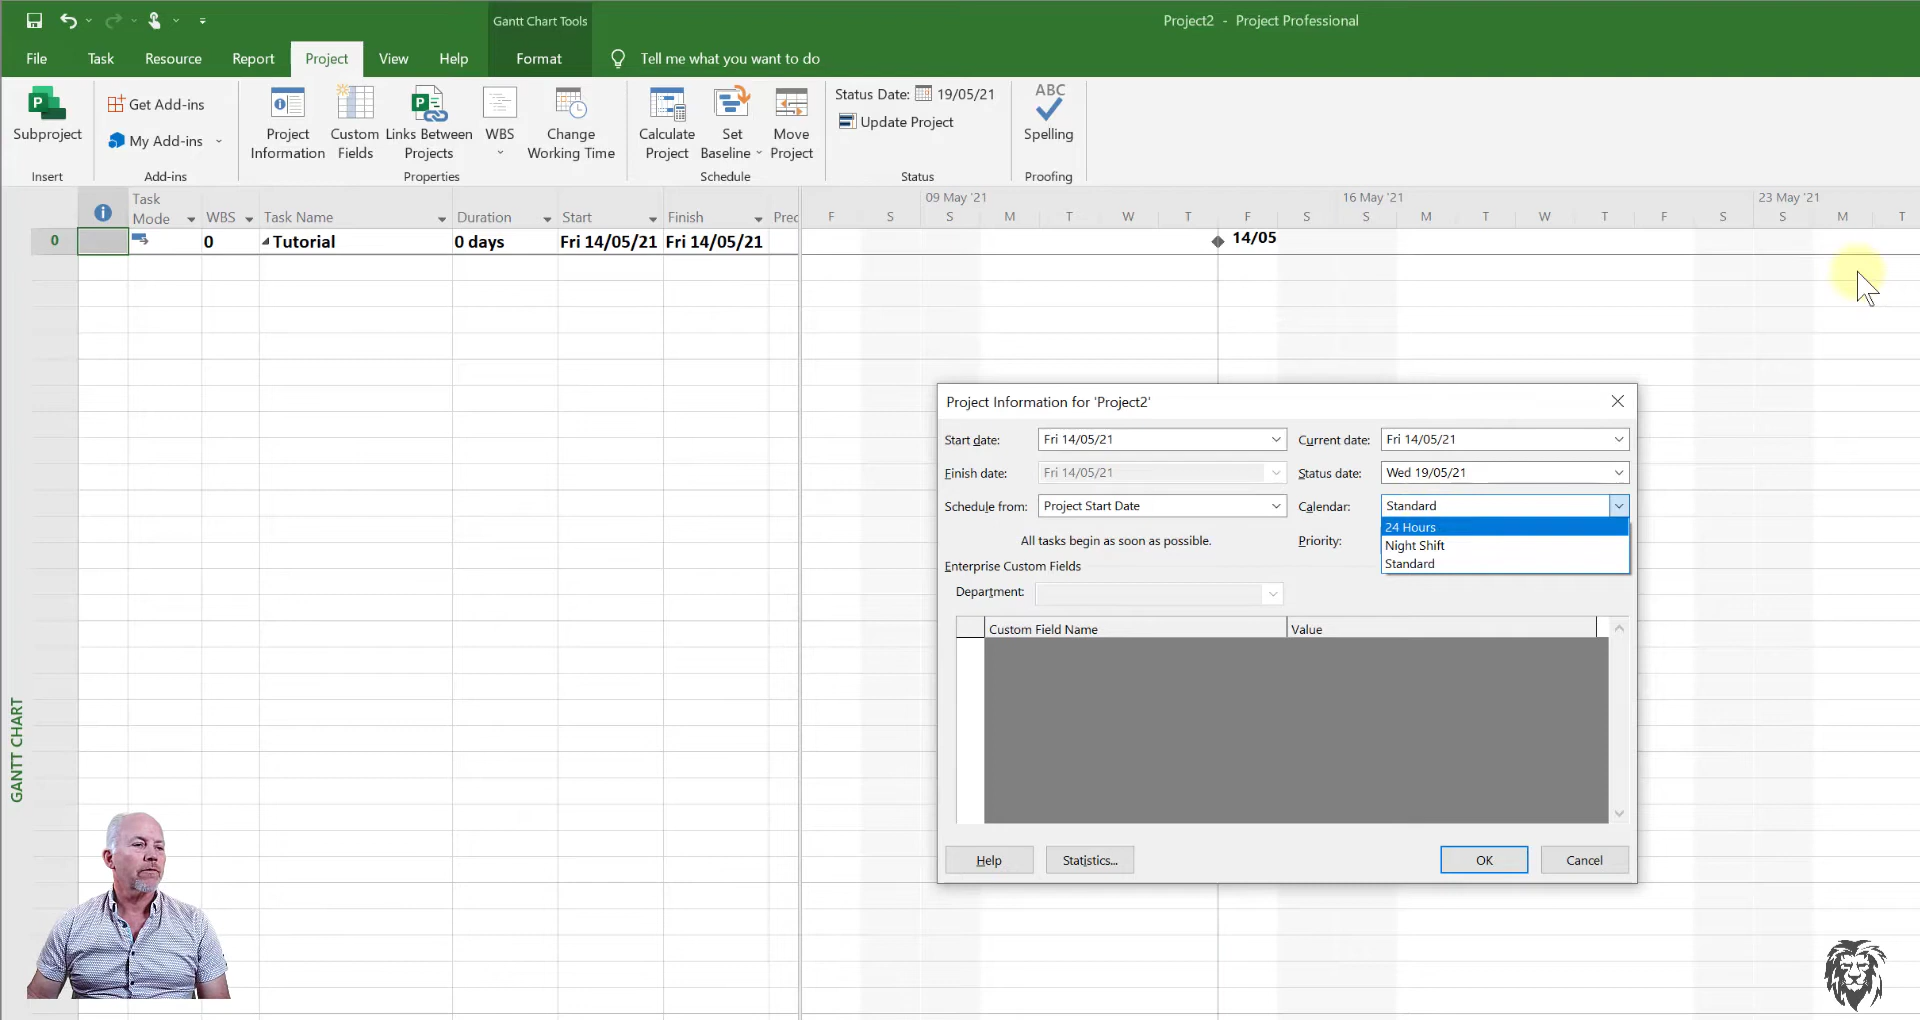 Gantt Chart Tools
Project2 - Project Professional
File Task Resource Report Project View Help Format Tell me what you want to do
Subproject
Insert
Get Add-ins
My Add-ins
Add-ins
Project Information
Custom Fields
Links Between Projects
WBS
Change Working Time
Properties
Calculate Project
Set Baseline
Move Project
Schedule
Status Date: 19/05/21
Update Project
Status
ABC
Spelling
Proofing
Task Mode WBS Task Name Duration Start Finish Prec
09 May '21 16 May '21 23 May '21
F S S M T W T F S S M T W T F S S M T
0 0 Tutorial 0 days Fri 14/05/21 Fri 14/05/21 14/05
GANTT CHART
Project Information for 'Project2'
Start date: Fri 14/05/21 Current date: Fri 14/05/21
Finish date: Fri 14/05/21 Status date: Wed 19/05/21
Schedule from: Project Start Date Calendar: Standard
24 Hours
Night Shift
Standard
All tasks begin as soon as possible. Priority:
Enterprise Custom Fields
Department:
Custom Field Name Value
Help Statistics... OK Cancel